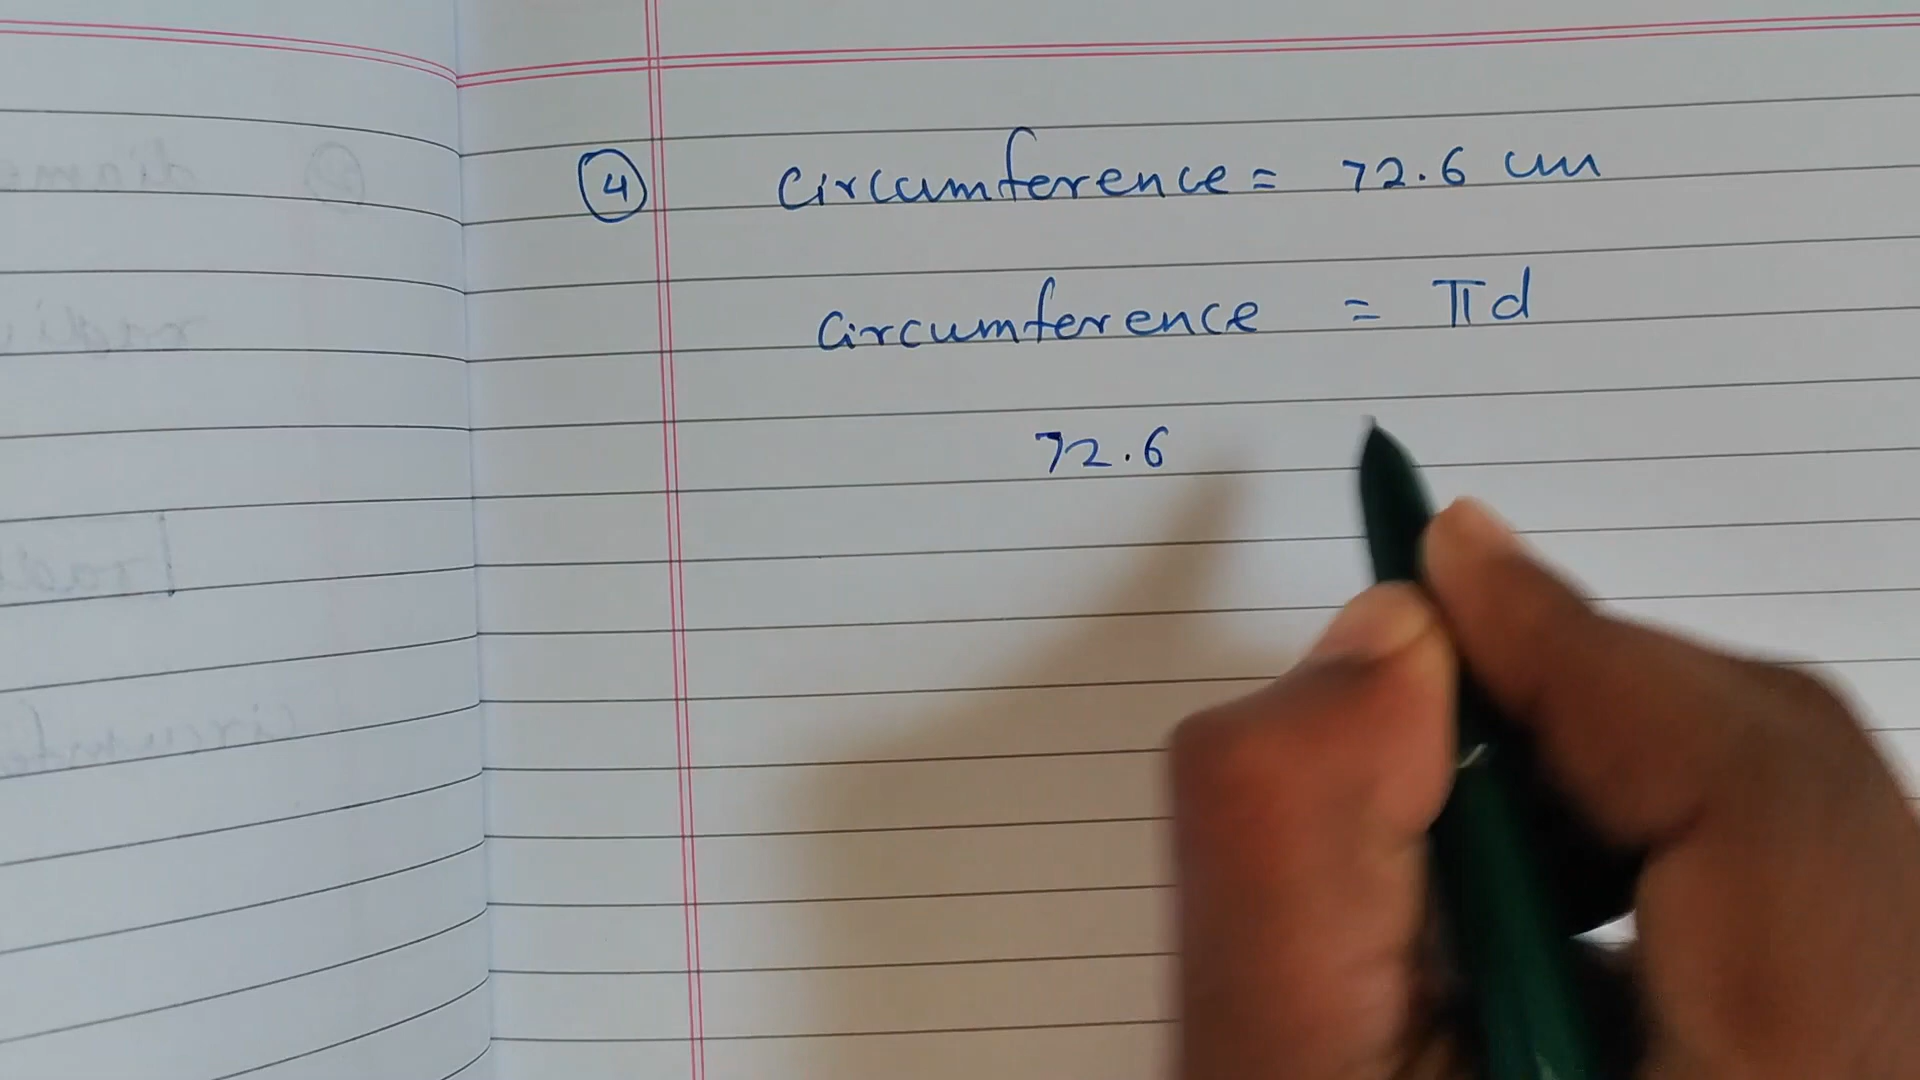 4 Circumference = 72.6 cm
Circumference = πd
72.6